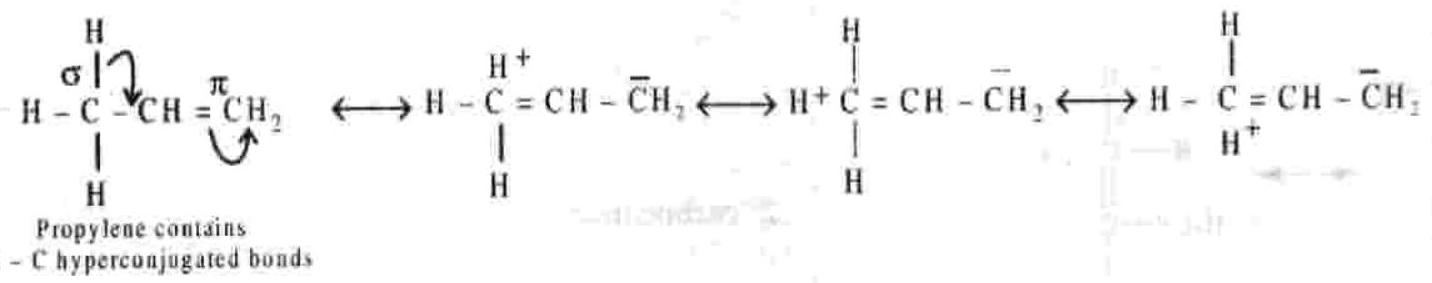 H H
σ H+ H
π
H – C – CH = CH₂ ⟷ H – C = CH – C̄H₂ ⟷ H+ C = CH – C̄H₂ ⟷ H – C = CH – C̄H₂
H+
H H H
Propylene contains
– C hyperconjugated bonds